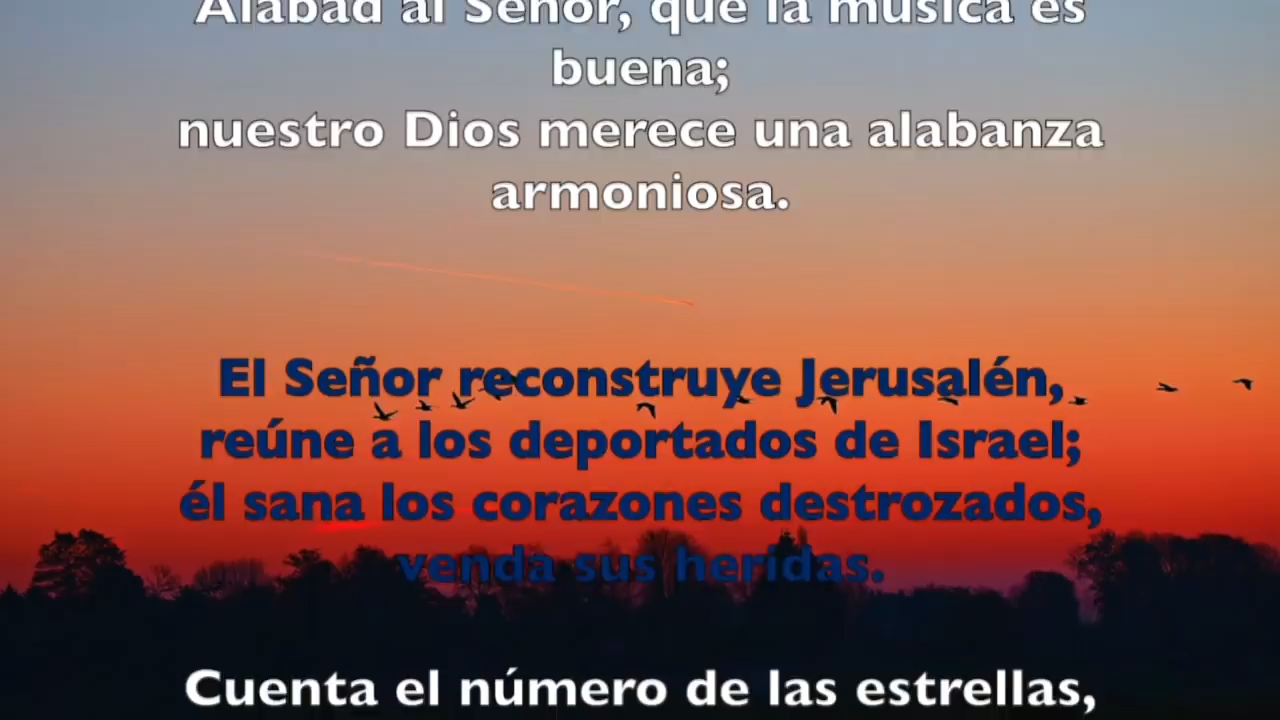 Alabad al Señor, que la música es
buena;
nuestro Dios merece una alabanza
armoniosa.
El Señor reconstruye Jerusalén,
reúne a los deportados de Israel;
él sana los corazones destrozados,
venda sus heridas.
Cuenta el número de las estrellas,